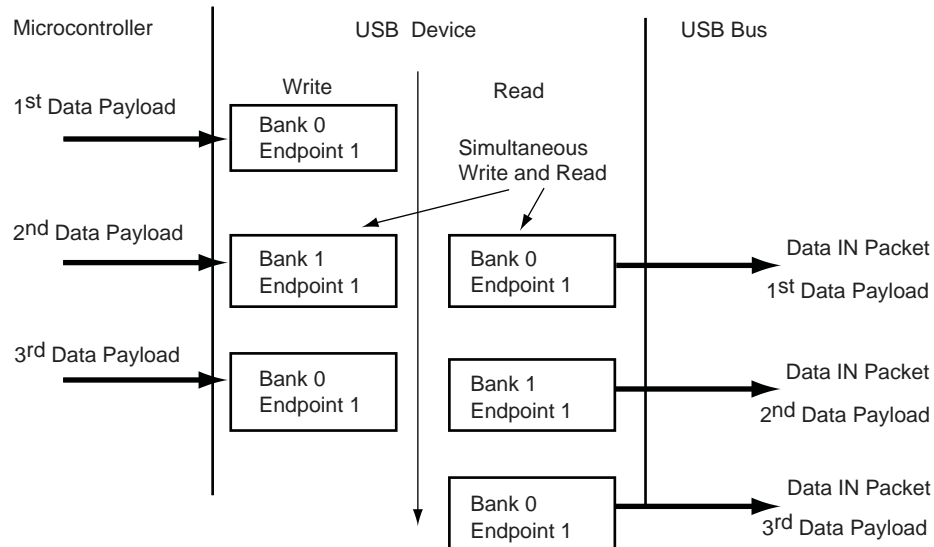 Microcontroller
USB Device
USB Bus
Write
Read
1st Data Payload
Bank 0
Endpoint 1
Simultaneous
Write and Read
2nd Data Payload
Bank 1
Endpoint 1
Bank 0
Endpoint 1
Data IN Packet
1st Data Payload
3rd Data Payload
Bank 0
Endpoint 1
Bank 1
Endpoint 1
Data IN Packet
2nd Data Payload
Bank 0
Endpoint 1
Data IN Packet
3rd Data Payload